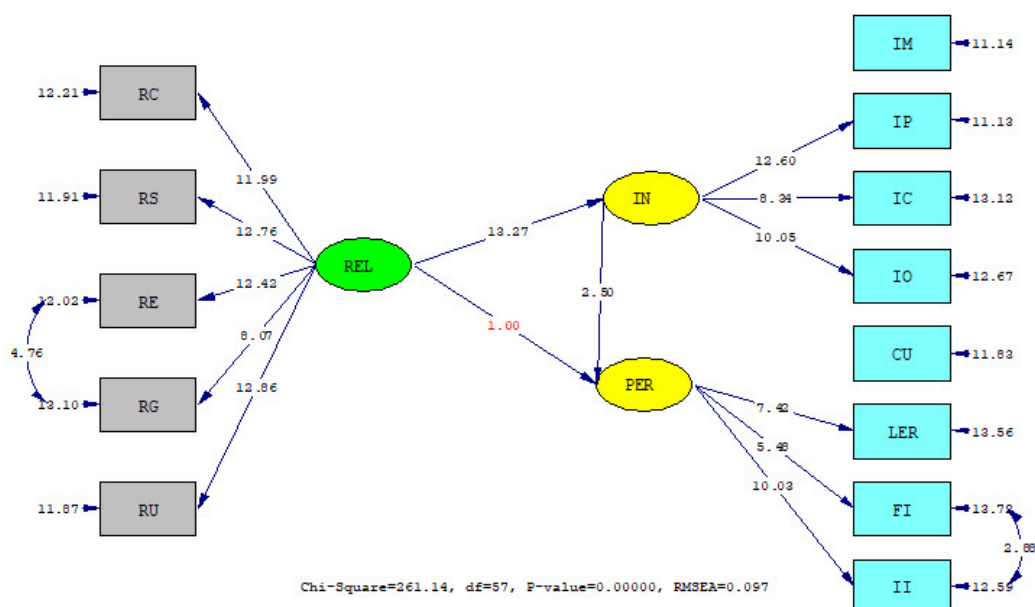 IM
11.14
12.21
RC
IP
11.13
12.60
11.99
11.91
RS
IN
8.34
IC
13.12
12.76
13.27
10.05
REL
12.42
IO
12.67
12.02
RE
2.50
8.07
1.00
4.76
12.86
CU
11.83
PER
13.10
RG
7.42
LER
13.56
5.48
10.03
11.87
RU
FI
13.72
2.88
II
12.59
Chi-Square=261.14, df=57, P-value=0.00000, RMSEA=0.097